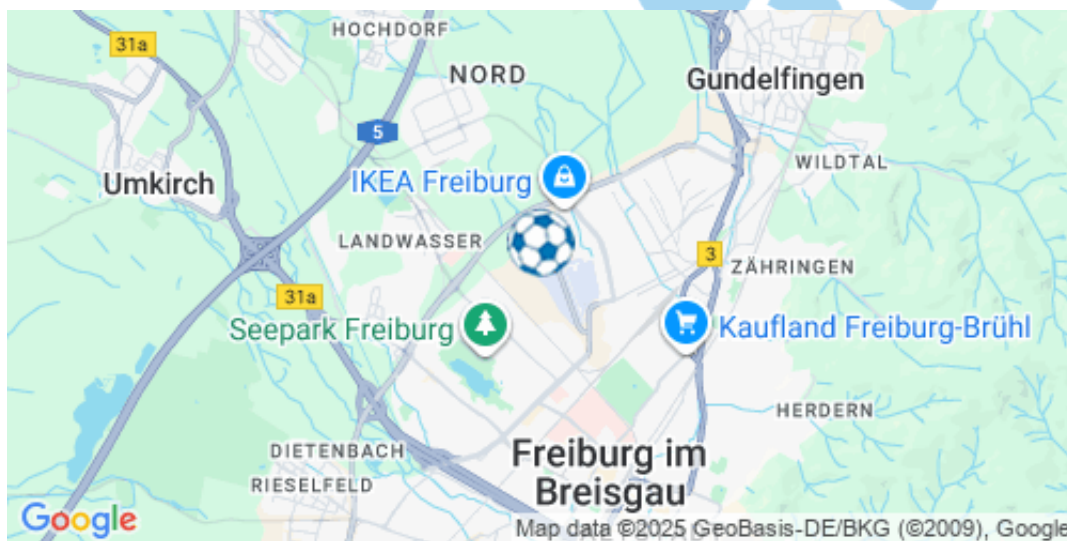 HOCHDORF
31a
NORD
Gundelfingen
5
WILDTAL
Umkirch
IKEA Freiburg
LANDWASSER
3
ZÄHRINGEN
31a
Seepark Freiburg
Kaufland Freiburg-Brühl
HERDERN
DIETENBACH
Freiburg im
Breisgau
RIESELFELD
Google
Map data ©2025 GeoBasis-DE/BKG (©2009), Google